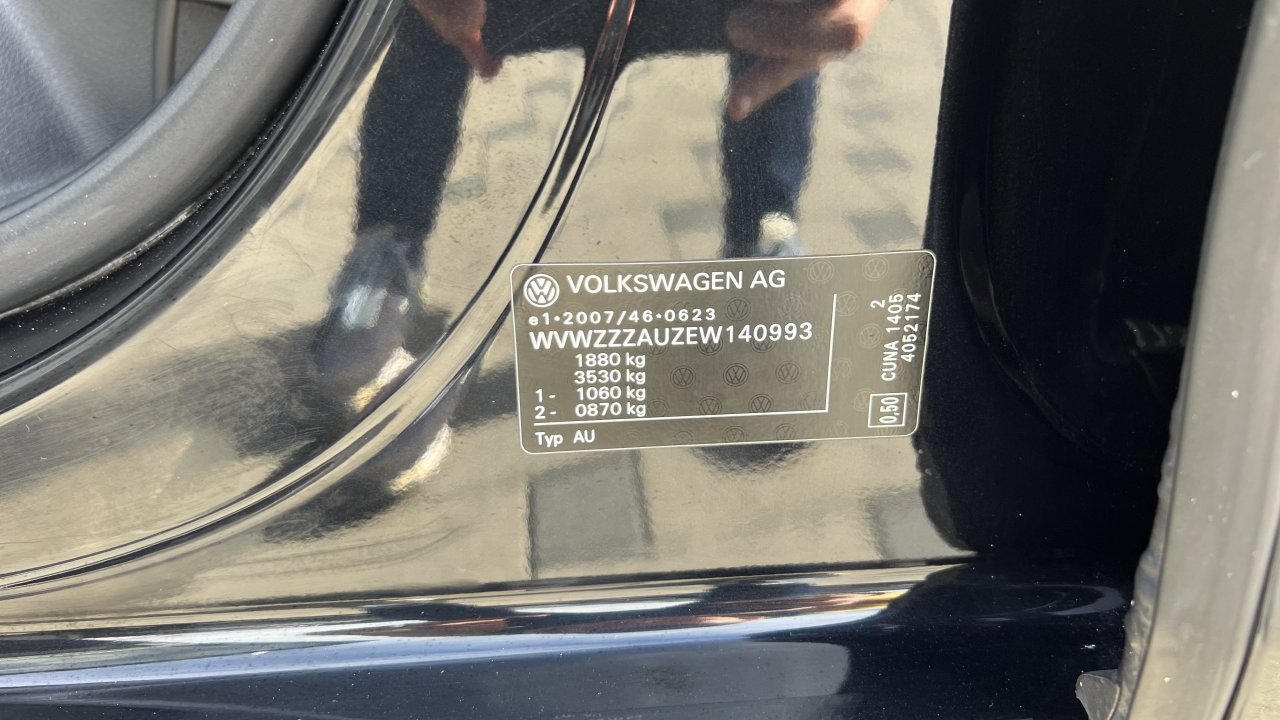 VOLKSWAGEN AG
e1*2007/46*0623
WVWZZZAUZEW140993
1880 kg
3530 kg
1- 1060 kg
2- 0870 kg
Typ AU
2
CUNA 1405
4052174
0,50